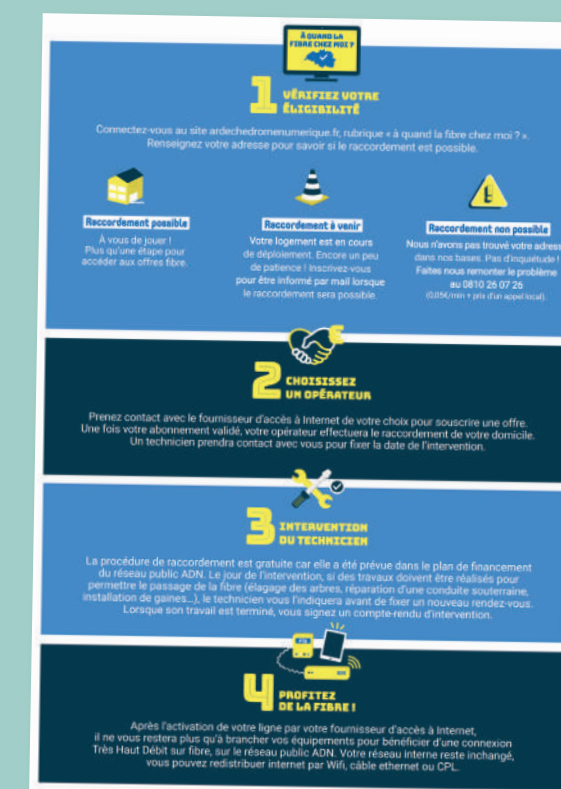 À QUAND LA
FIBRE CHEZ MOI ?
1 VÉRIFIEZ VOTRE
ÉLIGIBILITÉ
Connectez-vous au site ardechedromenumerique.fr, rubrique « à quand la fibre chez moi ? ».
Renseignez votre adresse pour savoir si le raccordement est possible.
Raccordement possible
À vous de jouer !
Plus qu'une étape pour
accéder aux offres fibre.
Raccordement à venir
Votre logement est en cours
de déploiement. Encore un peu
de patience ! Inscrivez-vous
pour être informé par mail lorsque
le raccordement sera possible.
Raccordement non possible
Nous n'avons pas trouvé votre adress
dans nos bases. Pas d'inquiétude !
Faites nous remonter le problème
au 0810 26 07 26
(0,05€/min + prix d'un appel local).
2 CHOISISSEZ
UN OPÉRATEUR
Prenez contact avec le fournisseur d'accès à Internet de votre choix pour souscrire une offre.
Une fois votre abonnement validé, votre opérateur effectuera le raccordement de votre domicile.
Un technicien prendra contact avec vous pour fixer la date de l'intervention.
3 INTERVENTION
DU TECHNICIEN
La procédure de raccordement est gratuite car elle a été prévue dans le plan de financement
du réseau public ADN. Le jour de l'intervention, si des travaux doivent être réalisés pour
permettre le passage de la fibre (élagage des arbres, réparation d'une conduite souterraine,
installation de gaines...), le technicien vous l'indiquera avant de fixer un nouveau rendez-vous.
Lorsque son travail est terminé, vous signez un compte-rendu d'intervention.
4 PROFITEZ
DE LA FIBRE !
Après l'activation de votre ligne par votre fournisseur d'accès à Internet,
il ne vous restera plus qu'à brancher vos équipements pour bénéficier d'une connexion
Très Haut Débit sur fibre, sur le réseau public ADN. Votre réseau interne reste inchangé,
vous pouvez redistribuer internet par Wifi, câble ethernet ou CPL.